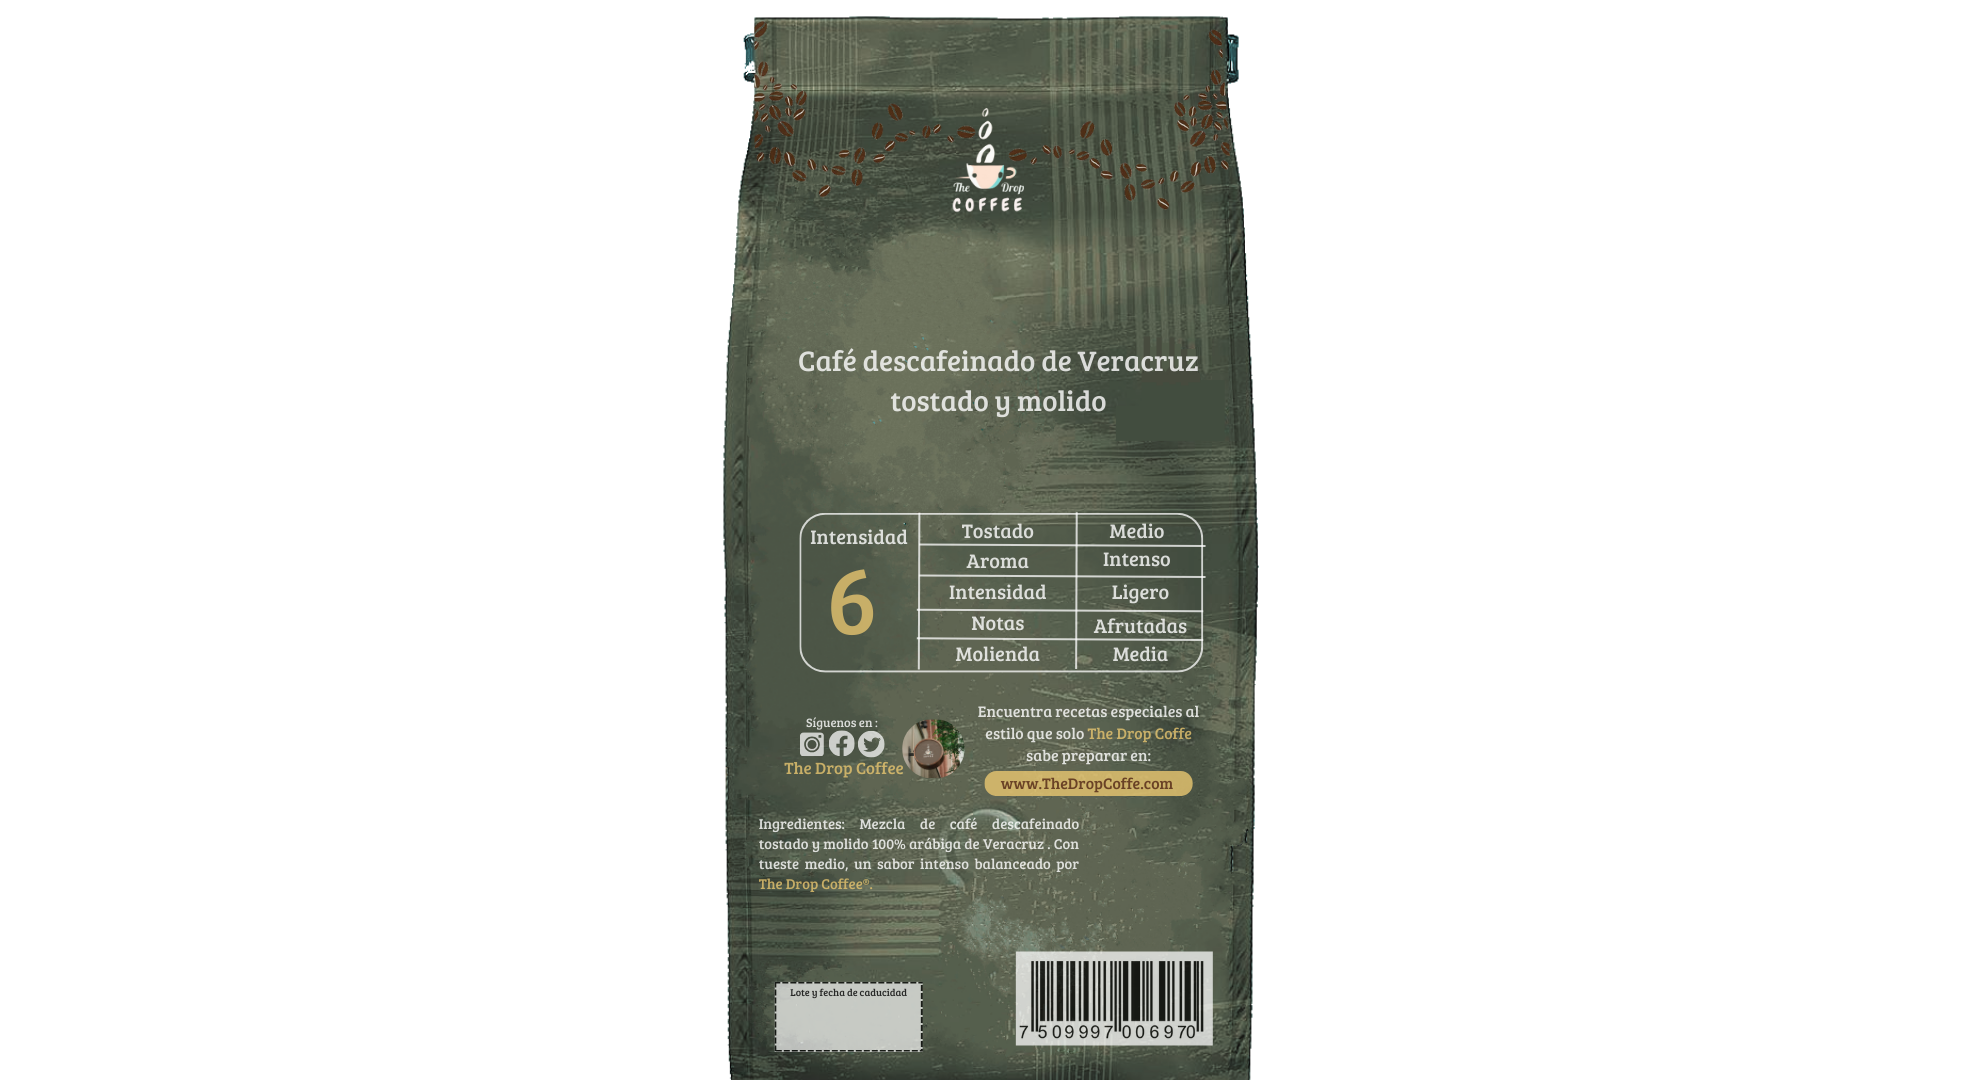 The Drop
COFFEE
Café descafeinado de Veracruz
tostado y molido
Intensidad
6
Tostado Medio
Aroma Intenso
Intensidad Ligero
Notas Afrutadas
Molienda Media
Síguenos en :
The Drop Coffee
Encuentra recetas especiales al
estilo que solo The Drop Coffe
sabe preparar en:
www.TheDropCoffe.com
Ingredientes: Mezcla de café descafeinado
tostado y molido 100% arábiga de Veracruz . Con
tueste medio, un sabor intenso balanceado por
The Drop Coffee®.
Lote y fecha de caducidad
7 509997 006970